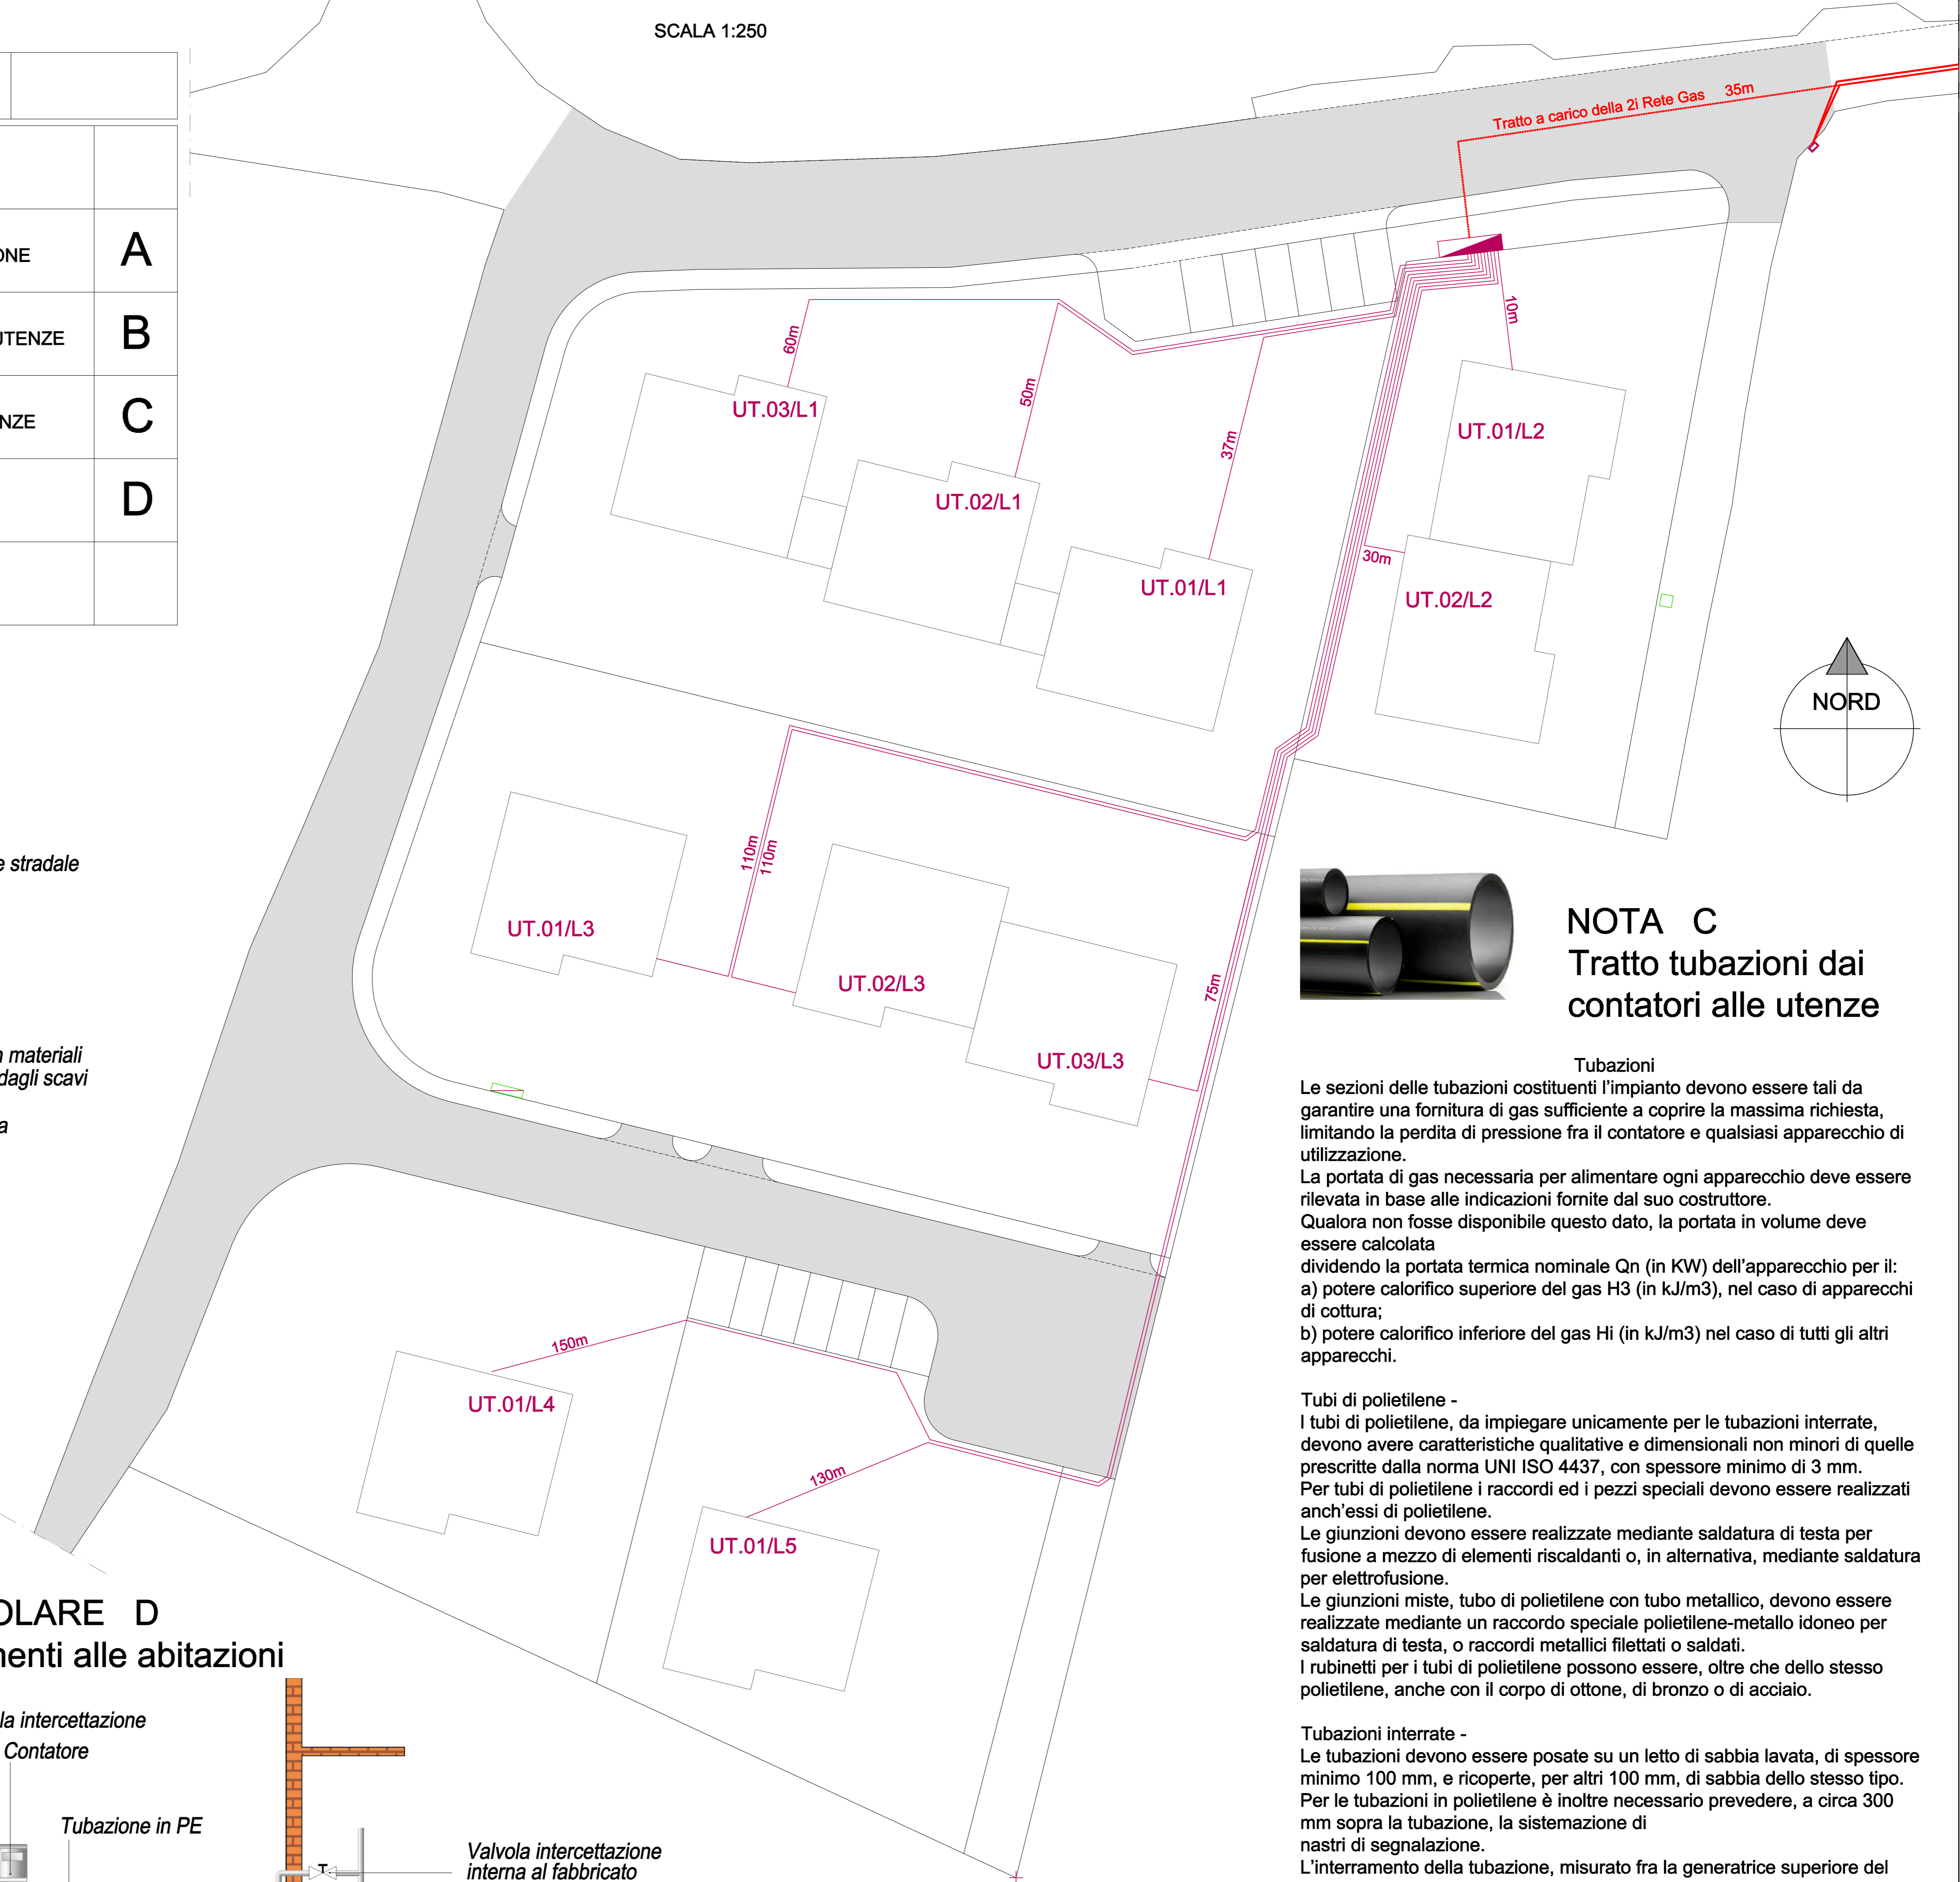 SCALA 1:250
Tratto a carico della 2i Rete Gas 35m
A
B
UTENZE
C
D
60m
50m
37m
10m
30m
UT.03/L1
UT.02/L1
UT.01/L1
UT.01/L2
UT.02/L2
NORD
110m
110m
75m
UT.01/L3
UT.02/L3
UT.03/L3
150m
130m
UT.01/L4
UT.01/L5
e stradale
materiali
dagli scavi
a
OLARE D
menti alle abitazioni
la intercettazione
Contatore
Tubazione in PE
T
Valvola intercettazione
interna al fabbricato
NOTA C
Tratto tubazioni dai
contatori alle utenze
Tubazioni
Le sezioni delle tubazioni costituenti l'impianto devono essere tali da
garantire una fornitura di gas sufficiente a coprire la massima richiesta,
limitando la perdita di pressione fra il contatore e qualsiasi apparecchio di
utilizzazione.
La portata di gas necessaria per alimentare ogni apparecchio deve essere
rilevata in base alle indicazioni fornite dal suo costruttore.
Qualora non fosse disponibile questo dato, la portata in volume deve
essere calcolata
dividendo la portata termica nominale Qn (in KW) dell'apparecchio per il:
a) potere calorifico superiore del gas H3 (in kJ/m3), nel caso di apparecchi
di cottura;
b) potere calorifico inferiore del gas Hi (in kJ/m3) nel caso di tutti gli altri
apparecchi.
Tubi di polietilene -
I tubi di polietilene, da impiegare unicamente per le tubazioni interrate,
devono avere caratteristiche qualitative e dimensionali non minori di quelle
prescritte dalla norma UNI ISO 4437, con spessore minimo di 3 mm.
Per tubi di polietilene i raccordi ed i pezzi speciali devono essere realizzati
anch'essi di polietilene.
Le giunzioni devono essere realizzate mediante saldatura di testa per
fusione a mezzo di elementi riscaldanti o, in alternativa, mediante saldatura
per elettrofusione.
Le giunzioni miste, tubo di polietilene con tubo metallico, devono essere
realizzate mediante un raccordo speciale polietilene-metallo idoneo per
saldatura di testa, o raccordi metallici filettati o saldati.
I rubinetti per i tubi di polietilene possono essere, oltre che dello stesso
polietilene, anche con il corpo di ottone, di bronzo o di acciaio.
Tubazioni interrate -
Le tubazioni devono essere posate su un letto di sabbia lavata, di spessore
minimo 100 mm, e ricoperte, per altri 100 mm, di sabbia dello stesso tipo.
Per le tubazioni in polietilene è inoltre necessario prevedere, a circa 300
mm sopra la tubazione, la sistemazione di
nastri di segnalazione.
L'interramento della tubazione, misurato fra la generatrice superiore del